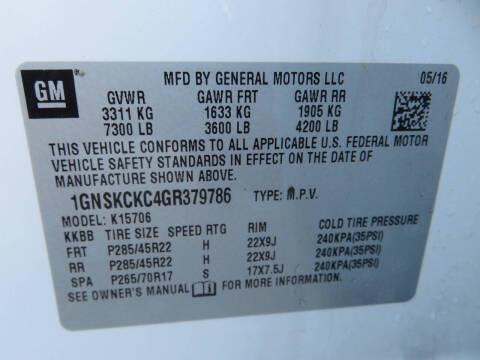 GM
MFD BY GENERAL MOTORS LLC 05/16
GVWR GAWR FRT GAWR RR
3311 KG 1633 KG 1905 KG
7300 LB 3600 LB 4200 LB
THIS VEHICLE CONFORMS TO ALL APPLICABLE U.S. FEDERAL MOTOR
VEHICLE SAFETY STANDARDS IN EFFECT ON THE DATE OF
MANUFACTURE SHOWN ABOVE.
1GNSKCKC4GR379786 TYPE: M.P.V.
MODEL: K15706
KKBB TIRE SIZE SPEED RTG RIM COLD TIRE PRESSURE
FRT P285/45R22 H 22X9J 240KPA(35PSI)
RR P285/45R22 H 22X9J 240KPA(35PSI)
SPA P265/70R17 S 17X7.5J 240KPA(35PSI)
SEE OWNER'S MANUAL FOR MORE INFORMATION.